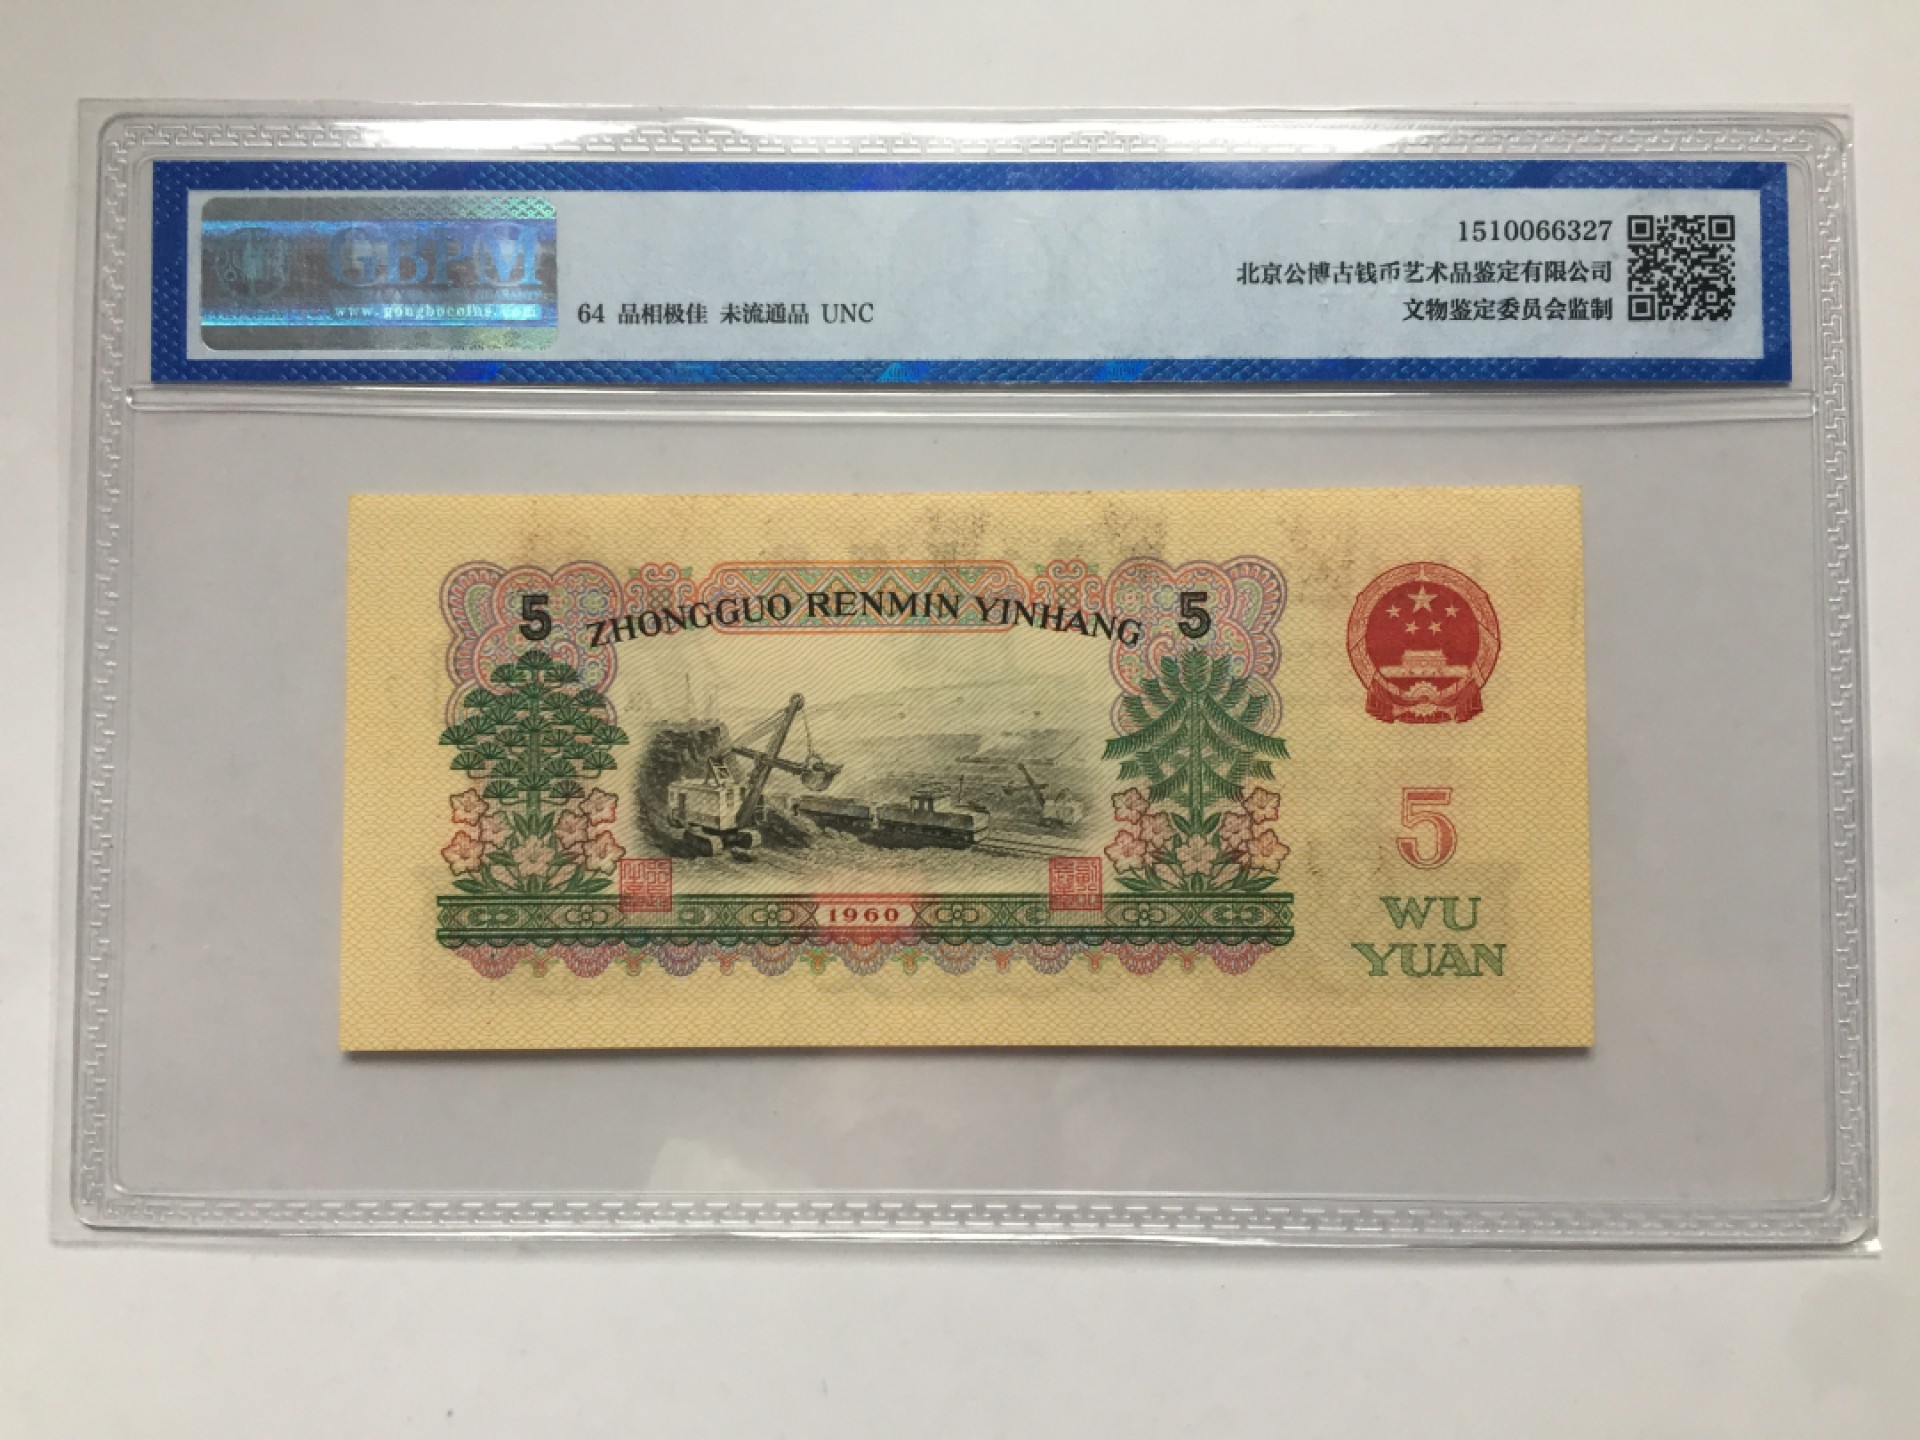 GBPM
www.gongbocoins.com
64 品相极佳 未流通品 UNC
1510066327
北京公博古钱币艺术品鉴定有限公司
文物鉴定委员会监制
5 ZHONGGUO RENMIN YINHANG 5
5
WU
YUAN
1960